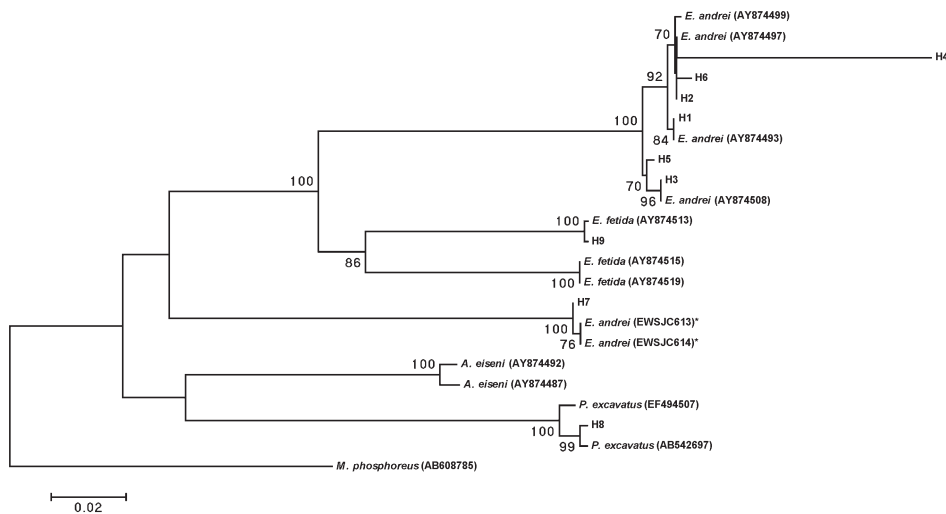 E. andrei (AY874499)
70
E. andrei (AY874497)
H4
92
H6
H2
100
H1
84
E. andrei (AY874493)
H5
70
H3
96
E. andrei (AY874508)
100
100
E. fetida (AY874513)
H9
86
E. fetida (AY874515)
100
E. fetida (AY874519)
H7
100
E. andrei (EWSJC613)*
76
E. andrei (EWSJC614)*
100
A. eiseni (AY874492)
A. eiseni (AY874487)
P. excavatus (EF494507)
100
H8
99
P. excavatus (AB542697)
M. phosphoreus (AB608785)
0.02